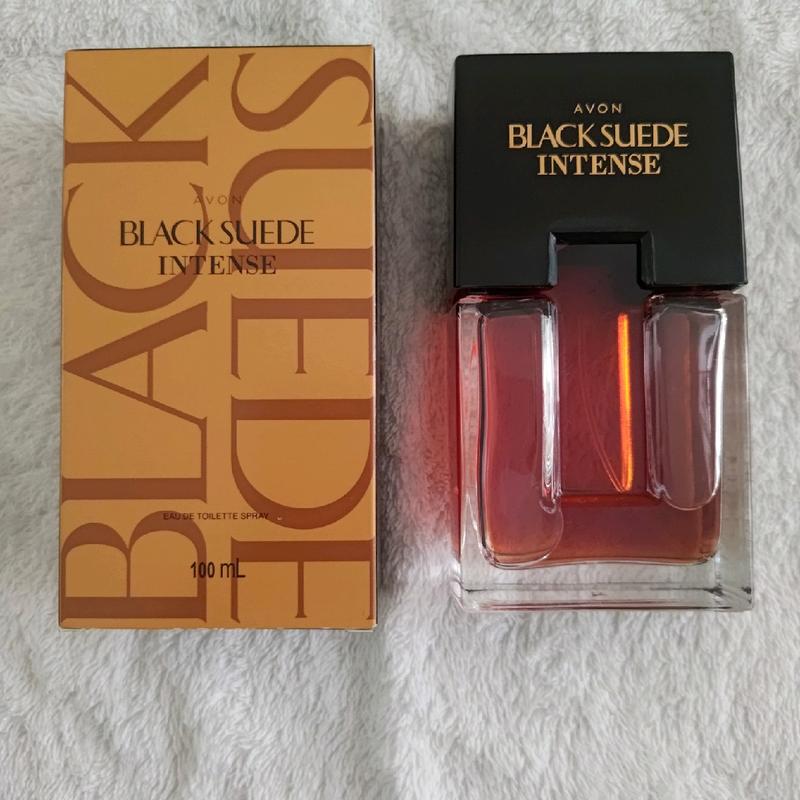 BLACK
SUEDE
AVON
BLACK SUEDE
INTENSE
EAU DE TOILETTE SPRAY
100 mL
AVON
BLACK SUEDE
INTENSE